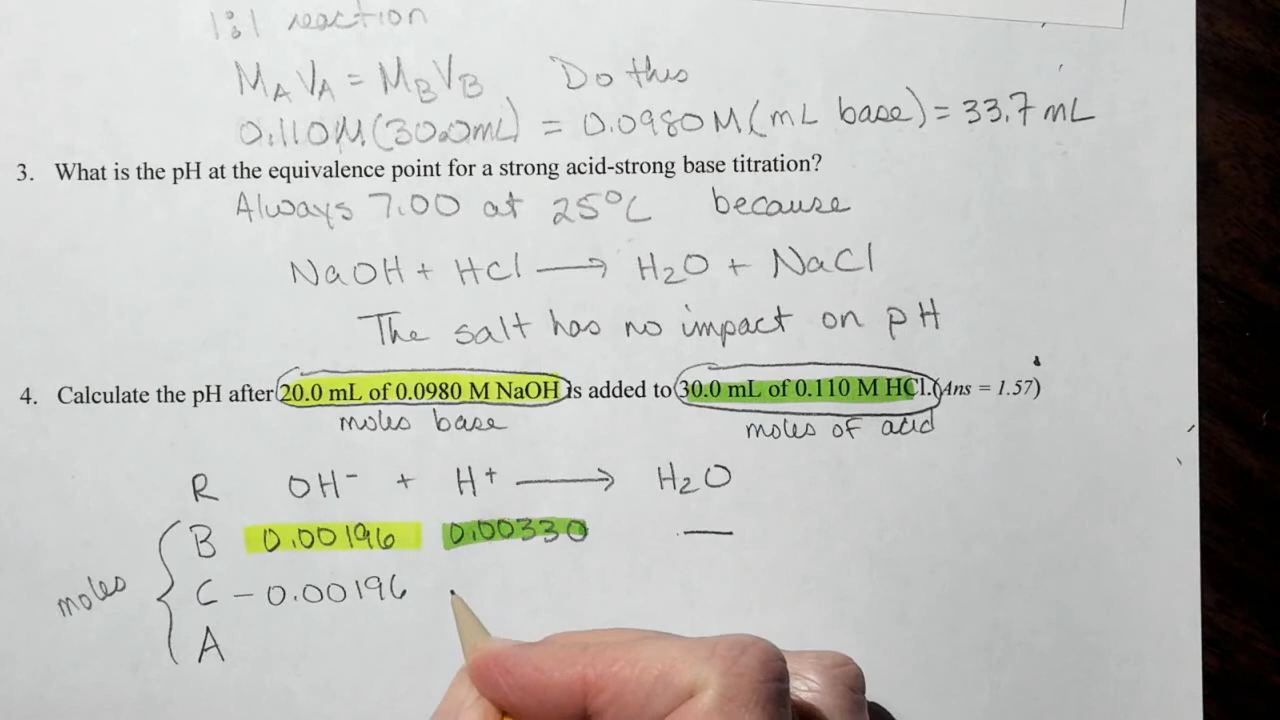 1:1 reaction
MAVA = MBVB Do this
0.110M(30.0mL) = 0.0980M(mL base) = 33.7 mL
3. What is the pH at the equivalence point for a strong acid-strong base titration?
Always 7.00 at 25°C because
NaOH + HCl → H2O + NaCl
The salt has no impact on pH
4. Calculate the pH after 20.0 mL of 0.0980 M NaOH is added to 30.0 mL of 0.110 M HCl. (Ans = 1.57)
moles base moles of acid
R OH- + H+ → H2O
B 0.00196 0.00330 —
moles C - 0.00196
A